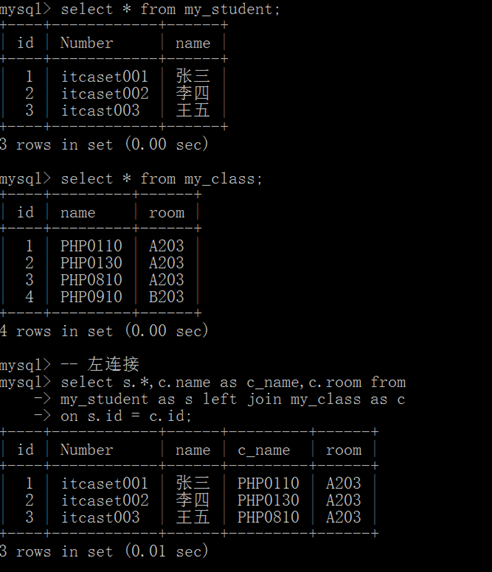 mysql> select * from my_student;
+----+-----------+------+
| id | Number    | name |
+----+-----------+------+
|  1 | itcaset001 | 张三
|  2 | itcaset002 | 李四
|  3 | itcast003 | 王五
+----+-----------+------+
3 rows in set (0.00 sec)
mysql> select * from my_class;
+----+---------+------+
| id | name    | room |
+----+---------+------+
|  1 | PHP0110 | A203 |
|  2 | PHP0130 | A203 |
|  3 | PHP0810 | A203 |
|  4 | PHP0910 | B203 |
+----+---------+------+
4 rows in set (0.00 sec)
mysql> -- 左连接
mysql> select s.*,c.name as c_name,c.room from
    -> my_student as s left join my_class as c
    -> on s.id = c.id;
+----+-----------+------+---------+------+
| id | Number    | name | c_name  | room |
+----+-----------+------+---------+------+
|  1 | itcaset001 | 张三 | PHP0110 | A203 |
|  2 | itcaset002 | 李四 | PHP0130 | A203 |
|  3 | itcast003 | 王五 | PHP0810 | A203 |
+----+-----------+------+---------+------+
3 rows in set (0.01 sec)